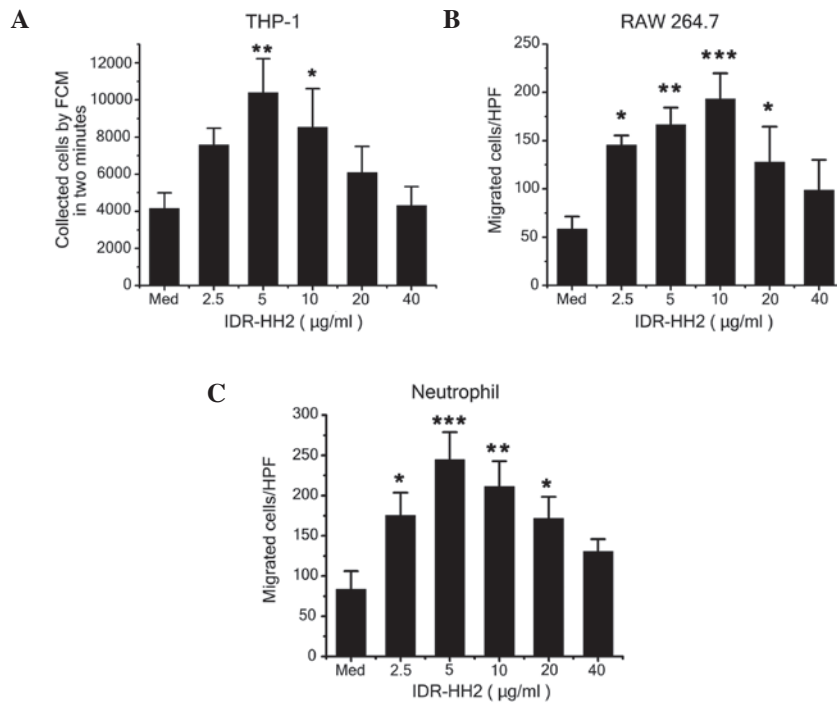 A
THP-1
Collected cells by FCM
in two minutes
12000
10000
8000
6000
4000
2000
0
**
*
Med 2.5 5 10 20 40
IDR-HH2 ( µg/ml )
B
RAW 264.7
Migrated cells/HPF
250
200
150
100
50
0
*
**
***
*
Med 2.5 5 10 20 40
IDR-HH2 ( µg/ml )
C
Neutrophil
Migrated cells/HPF
300
250
200
150
100
50
0
*
***
**
*
Med 2.5 5 10 20 40
IDR-HH2 ( µg/ml )